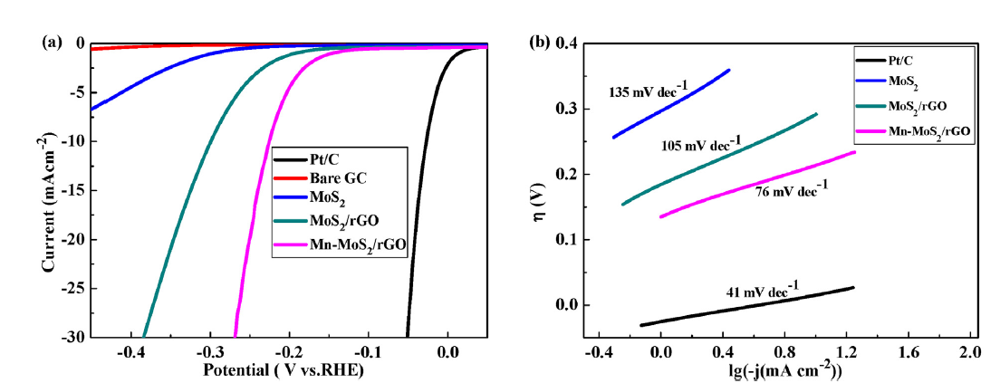 (a)
0
-5
-10
-15
-20
-25
-30
Current (mAcm⁻²)
Pt/C
Bare GC
MoS₂
MoS₂/rGO
Mn-MoS₂/rGO
-0.4 -0.3 -0.2 -0.1 0.0
Potential ( V vs.RHE)
(b)
0.4
0.3
0.2
0.1
0.0
η (V)
Pt/C
MoS₂
MoS₂/rGO
Mn-MoS₂/rGO
135 mV dec⁻¹
105 mV dec⁻¹
76 mV dec⁻¹
41 mV dec⁻¹
-0.4 0.0 0.4 0.8 1.2 1.6 2.0
lg(-j(mA cm⁻²))